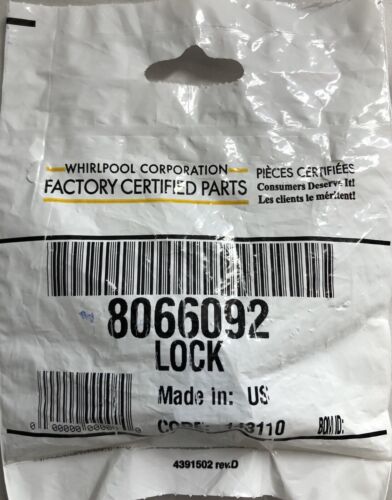 WHIRLPOOL CORPORATION
FACTORY CERTIFIED PARTS
PIÈCES CERTIFIÉES
Consumers Deserve It!
Les clients le méritent!
8066092
LOCK
Made in: US
CODE:
BOM ID:
4391502 rev.D